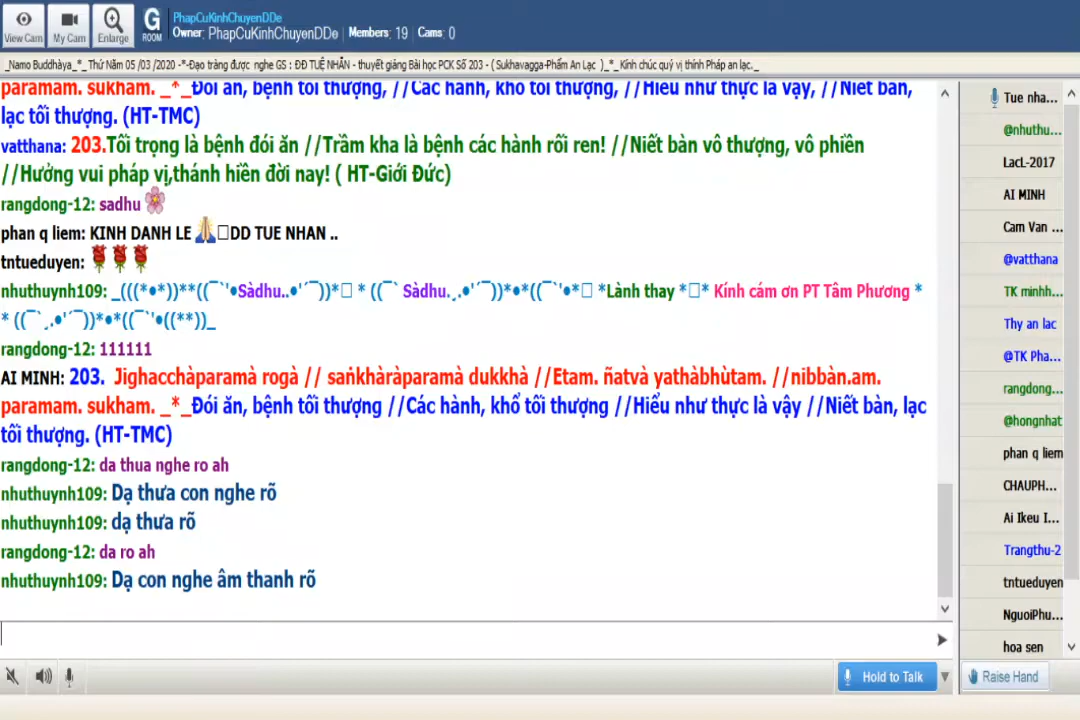 View Cam
My Cam
Enlarge
G
ROOM
PhapCuKinhChuyenDDe
Owner: PhapCuKinhChuyenDDe Members: 19 Cams: 0
_Namo Buddhàya_*_ Thứ Năm 05 /03 /2020 -*-Đạo tràng được nghe GS : ĐĐ TUỆ NHẪN - thuyết giảng Bài học PCK Số 203 - ( Sukhavagga-Phẩm An Lạc )_*_Kính chúc quý vị thính Pháp an lạc._
paramam. sukham. _*_Đói ăn, bệnh tối thượng, //Các hành, khổ tối thượng, //Hiểu như thực là vậy, //Niết bàn,
lạc tối thượng. (HT-TMC)
vatthana: 203.Tối trọng là bệnh đói ăn //Trầm kha là bệnh các hành rối ren! //Niết bàn vô thượng, vô phiền
//Hưởng vui pháp vị,thánh hiền đời nay! ( HT-Giới Đức)
rangdong-12: sadhu 🌸
phan q liem: KINH DANH LE 🙏□DD TUE NHAN ..
tntueduyen: 🌹🌹🌹
nhuthuynh109: _(((*•*))**((¯`'•Sàdhu..•'´¯))*□ * ((¯` Sàdhu.¸.•'´¯))*•*((¯`'•*□ *Lành thay *□* Kính cám ơn PT Tâm Phương *
* ((¯`¸.•'´¯))*•*((¯`'•((**))_
rangdong-12: 111111
AI MINH: 203. Jighacchàparamà rogà // saṅkhàràparamà dukkhà //Etam. ñatvà yathàbhùtam. //nibbàn.am.
paramam. sukham. _*_Đói ăn, bệnh tối thượng //Các hành, khổ tối thượng //Hiểu như thực là vậy //Niết bàn, lạc
tối thượng. (HT-TMC)
rangdong-12: da thua nghe ro ah
nhuthuynh109: Dạ thưa con nghe rõ
nhuthuynh109: dạ thưa rõ
rangdong-12: da ro ah
nhuthuynh109: Dạ con nghe âm thanh rõ
Hold to Talk
Tue nha...
@nhuthu...
LacL-2017
AI MINH
Cam Van ...
@vatthana
TK minhh...
Thy an lac
@TK Pha...
rangdong...
@hongnhat
phan q liem
CHAUPH...
Ai Ikeu I...
Trangthu-2
tntueduyen
NguoiPhu...
hoa sen
Raise Hand